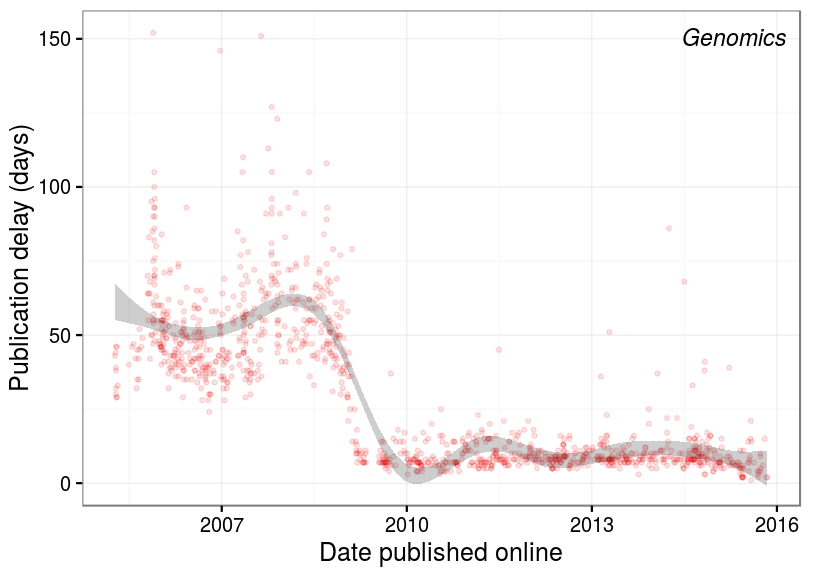 Genomics
Publication delay (days)
150
100
50
0
2007 2010 2013 2016
Date published online